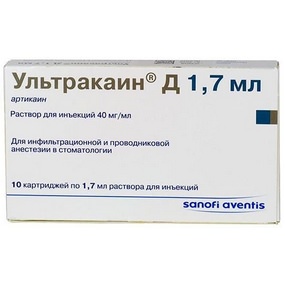 Ультракаин® Д 1,7 мл
артикаин
Раствор для инъекций 40 мг/мл
Для инфильтрационной и проводниковой
анестезии в стоматологии
10 картриджей по 1,7 мл раствора для инъекций
sanofi aventis